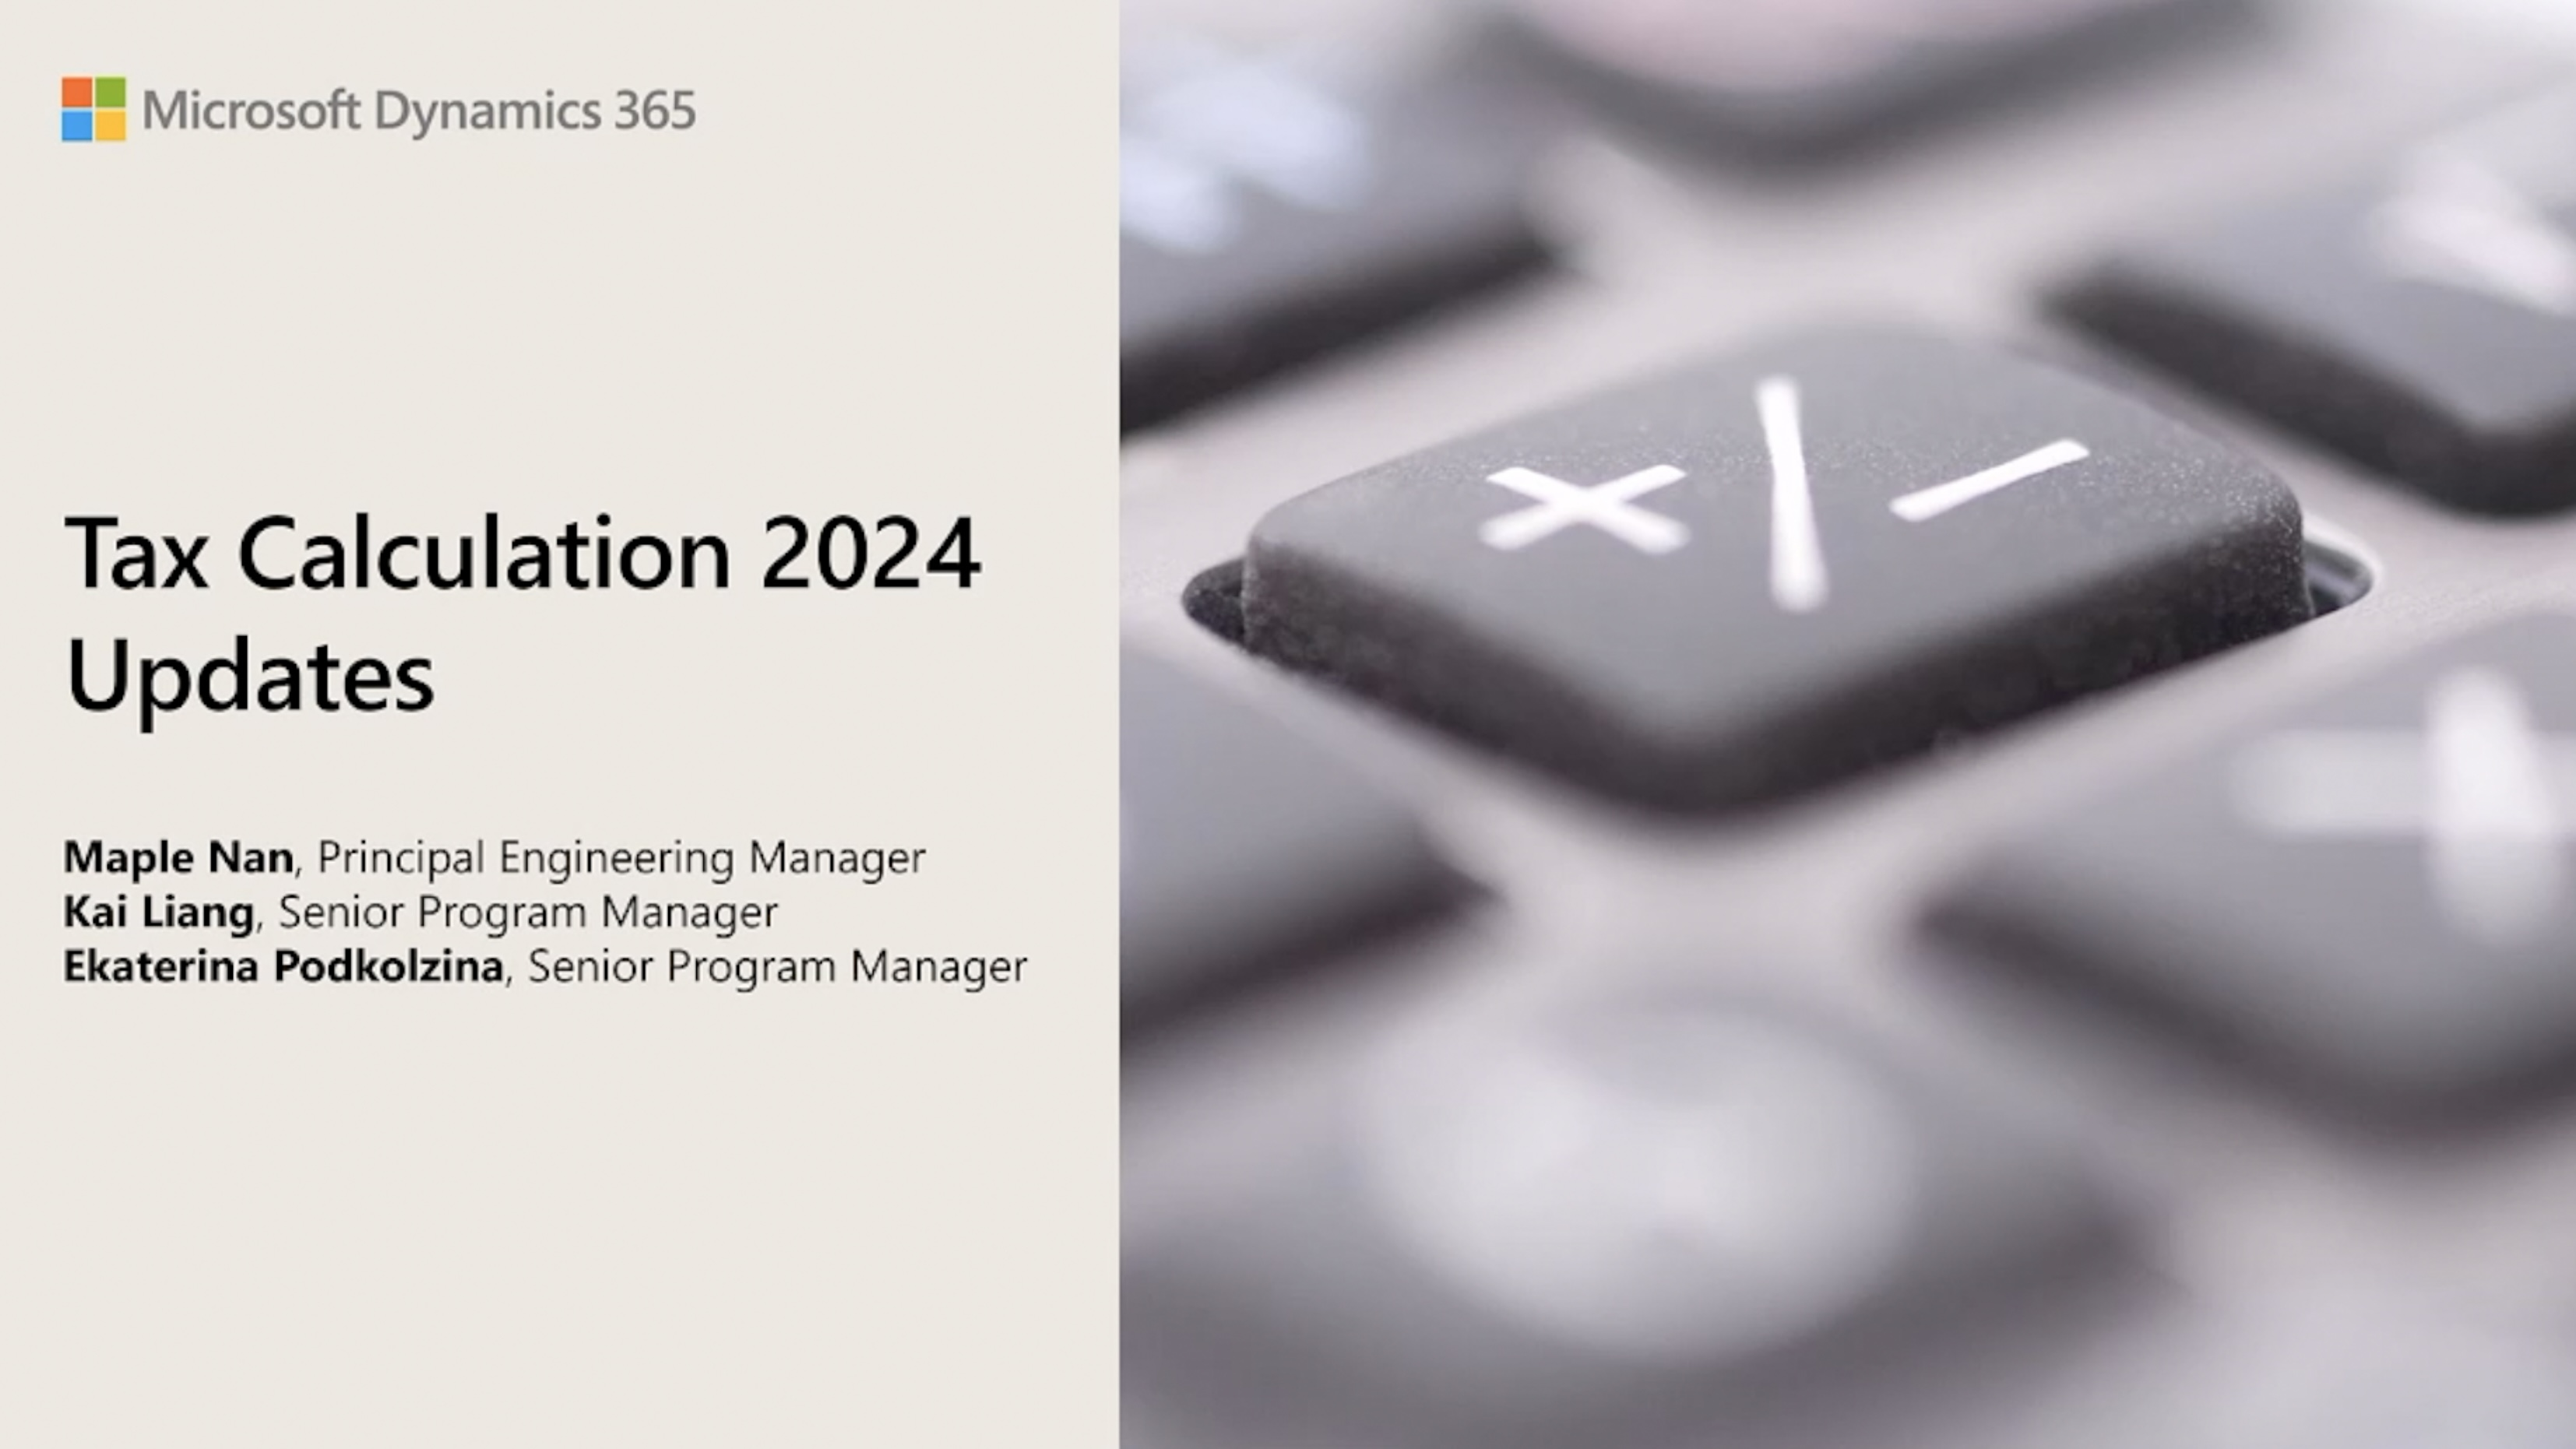 Microsoft Dynamics 365
Tax Calculation 2024
Updates
Maple Nan, Principal Engineering Manager
Kai Liang, Senior Program Manager
Ekaterina Podkolzina, Senior Program Manager
+/−